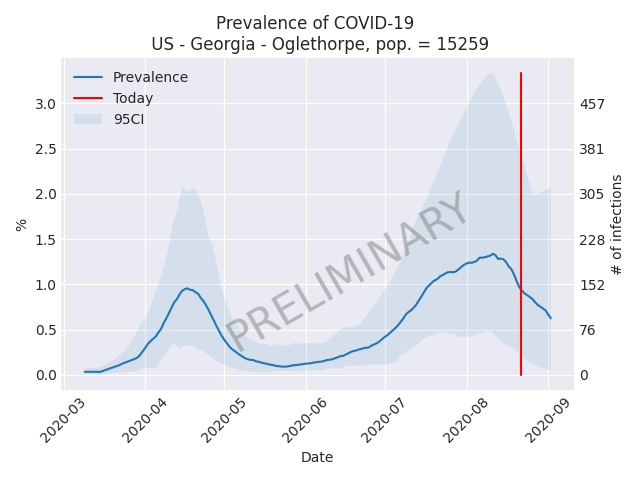 Prevalence of COVID-19
US - Georgia - Oglethorpe, pop. = 15259
Prevalence
Today
95CI
PRELIMINARY
%
3.0
2.5
2.0
1.5
1.0
0.5
0.0
457
381
305
228
152
76
0
# of infections
2020-03
2020-04
2020-05
2020-06
2020-07
2020-08
2020-09
Date